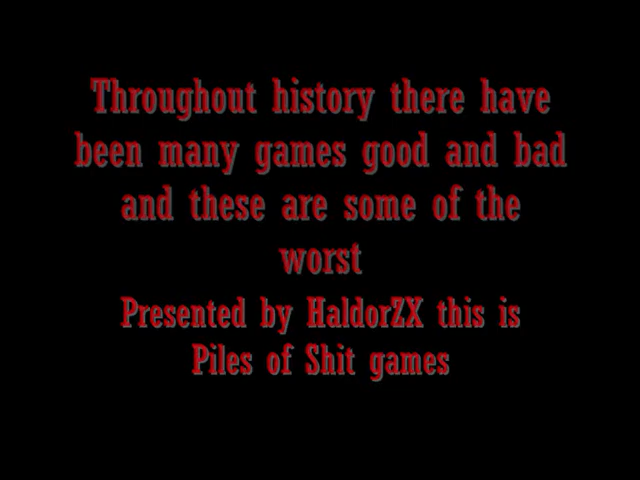 Throughout history there have
been many games good and bad
and these are some of the
worst
Presented by HaldorZX this is
Piles of Shit games